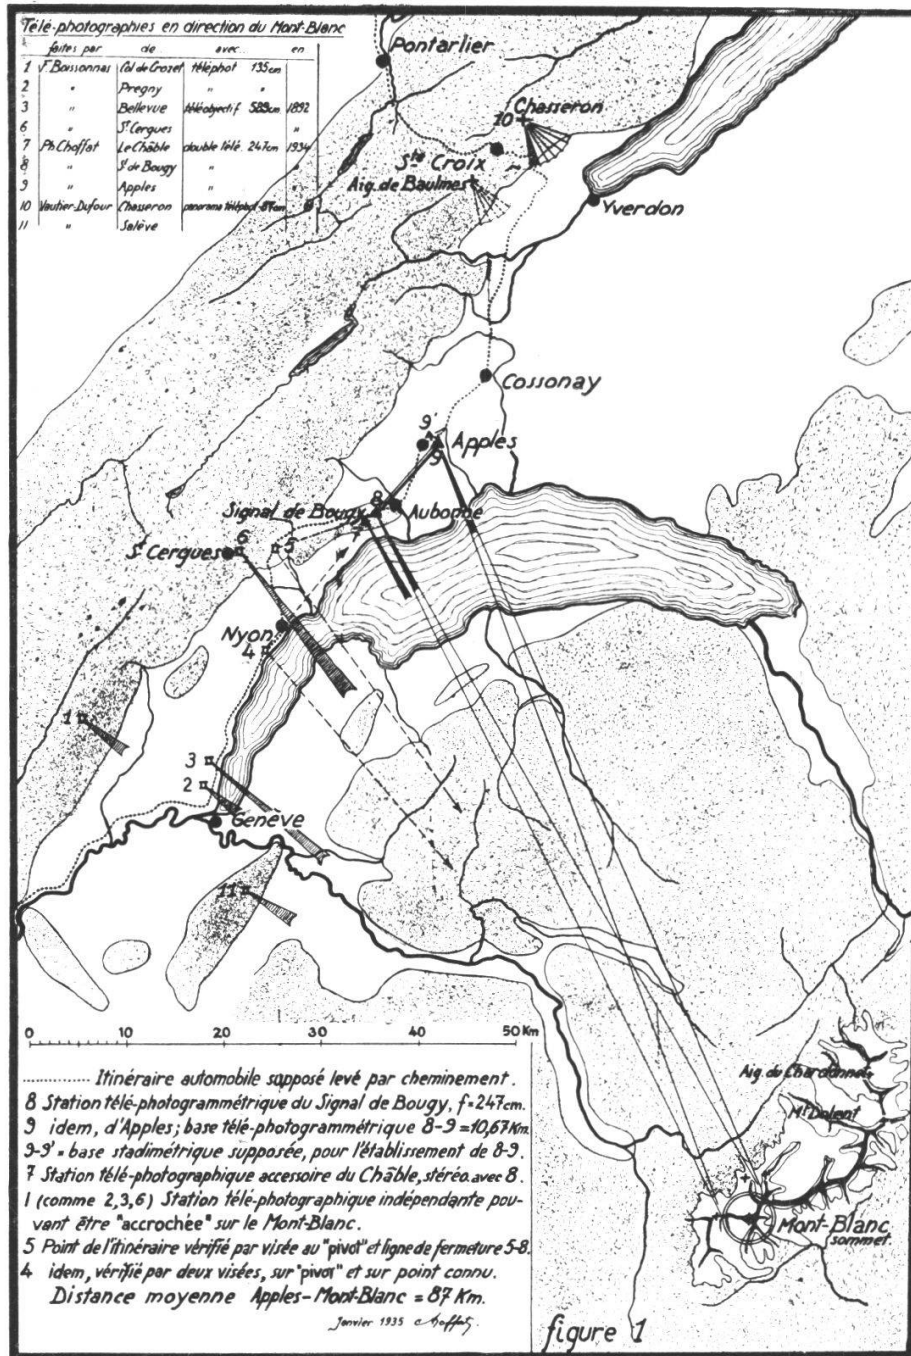 Télé-photographies en direction du Mont-Blanc
faites par de avec en
1 Fr Boissonnas Col de Crozet téléphot 135cm
2 " Pregny " "
3 " Bellevue téléobjectif 589cm 1892
6 " St Cergues "
7 Ph Choffat Le Châble double télé. 247cm 1934
8 " S. de Bougy " "
9 " Apples " "
10 Vautier-Dufour Chasseron panorama téléphot 87cm
11 " Salève
Pontarlier
Chasseron
10
Ste Croix
Aig. de Baulmes
Yverdon
Cossonay
9'
Apples
9
8
Signal de Bougy
Aubonne
6
St Cergues
5
Nyon
4
1
3
2
Genève
11
0 10 20 30 40 50 Km
Aig. du Chardonnet
Mt Dolent
Mont-Blanc
sommet.
............ Itinéraire automobile supposé levé par cheminement.
8 Station télé-photogrammétrique du Signal de Bougy, f=247cm.
9 idem, d'Apples; base télé-photogrammétrique 8-9 = 10,67 Km
9-9' = base stadimétrique supposée, pour l'établissement de 8-9.
7 Station télé-photographique accessoire du Châble, stéréo avec 8.
1 (comme 2,3,6) Station télé-photographique indépendante pou-
vant être "accrochée" sur le Mont-Blanc.
5 Point de l'itinéraire vérifié par visée au "pivot" et ligne de fermeture 5-8.
4 idem, vérifié par deux visées, sur "pivot" et sur point connu.
Distance moyenne Apples-Mont-Blanc = 87 Km.
Janvier 1935 Choffat.
figure 1